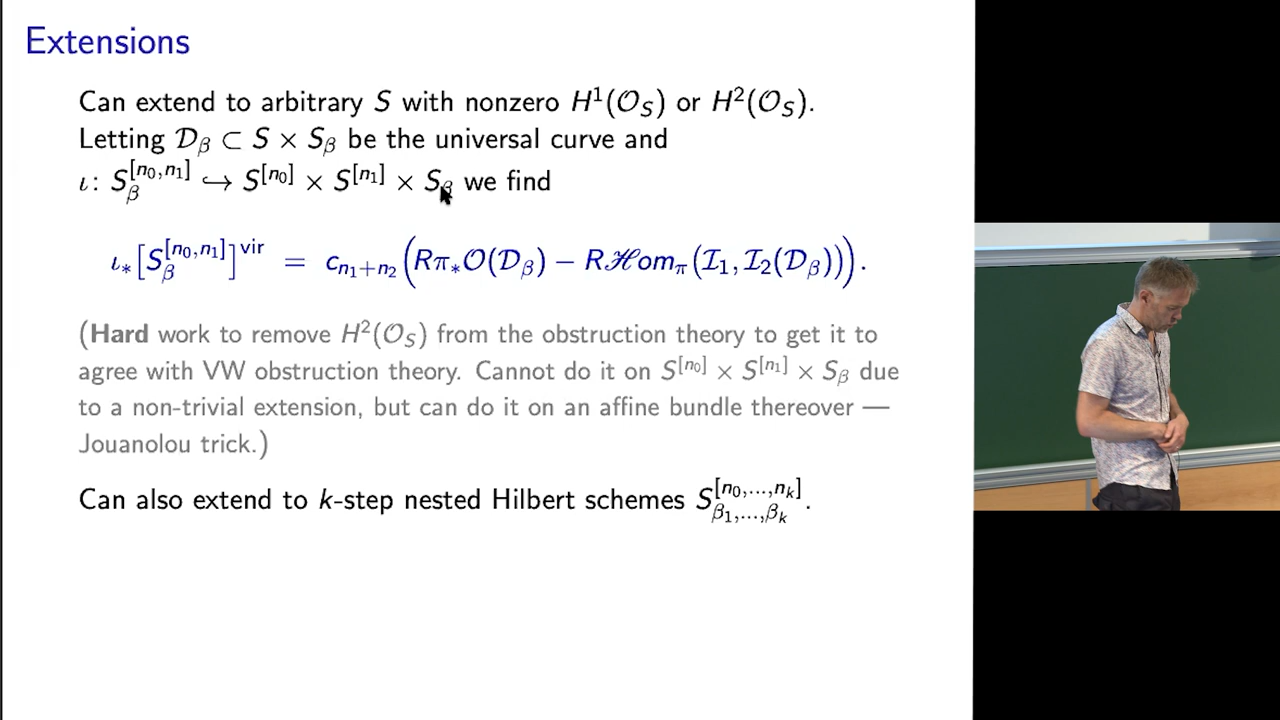 Extensions
Can extend to arbitrary S with nonzero H¹(𝒪_S) or H²(𝒪_S).
Letting 𝒟_β ⊂ S × S_β be the universal curve and
ι: S_β^{[n₀,n₁]} ↪ S^{[n₀]} × S^{[n₁]} × S_β we find
ι_*[S_β^{[n₀,n₁]}]^{vir} = c_{n₁+n₂}(Rπ_*𝒪(𝒟_β) − Rℋom_π(ℐ₁, ℐ₂(𝒟_β))).
(Hard work to remove H²(𝒪_S) from the obstruction theory to get it to
agree with VW obstruction theory. Cannot do it on S^{[n₀]} × S^{[n₁]} × S_β due
to a non-trivial extension, but can do it on an affine bundle thereover —
Jouanolou trick.)
Can also extend to k-step nested Hilbert schemes S_{β₁,...,β_k}^{[n₀,...,n_k]}.